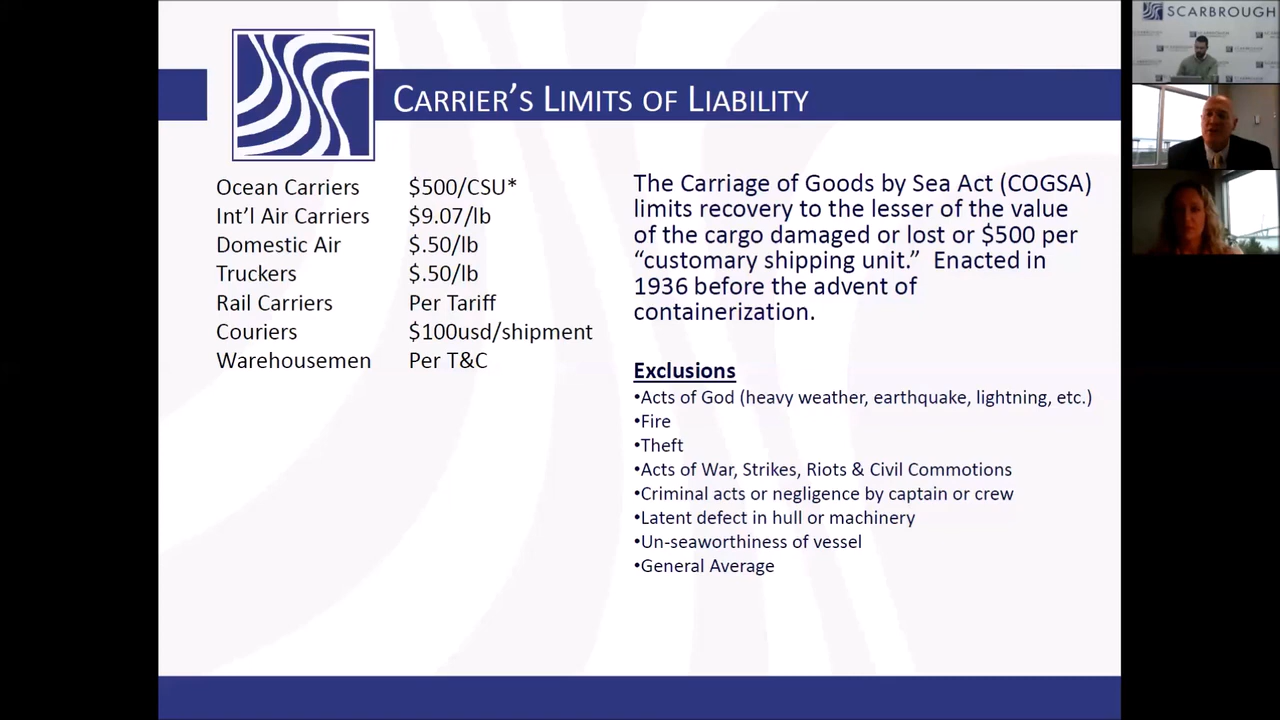 CARRIER'S LIMITS OF LIABILITY
Ocean Carriers $500/CSU*
Int'l Air Carriers $9.07/lb
Domestic Air $.50/lb
Truckers $.50/lb
Rail Carriers Per Tariff
Couriers $100usd/shipment
Warehousemen Per T&C
The Carriage of Goods by Sea Act (COGSA)
limits recovery to the lesser of the value
of the cargo damaged or lost or $500 per
“customary shipping unit.” Enacted in
1936 before the advent of
containerization.
Exclusions
•Acts of God (heavy weather, earthquake, lightning, etc.)
•Fire
•Theft
•Acts of War, Strikes, Riots & Civil Commotions
•Criminal acts or negligence by captain or crew
•Latent defect in hull or machinery
•Un-seaworthiness of vessel
•General Average
SCARBROUGH